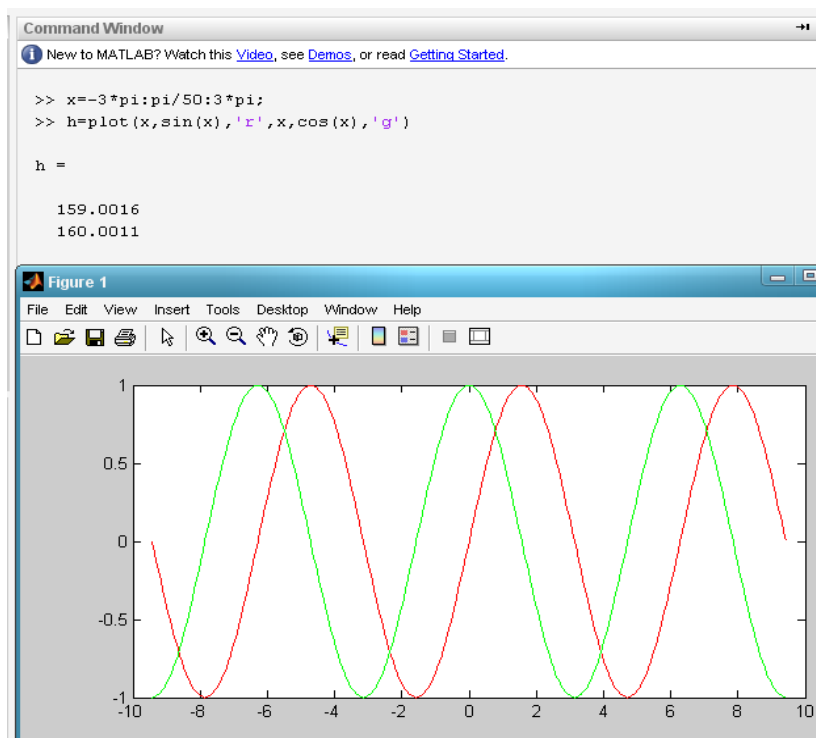 Command Window
New to MATLAB? Watch this Video, see Demos, or read Getting Started.
>> x=-3*pi:pi/50:3*pi;
>> h=plot(x,sin(x),'r',x,cos(x),'g')
h =
159.0016
160.0011
Figure 1
File Edit View Insert Tools Desktop Window Help
1
0.5
0
-0.5
-1
-10 -8 -6 -4 -2 0 2 4 6 8 10